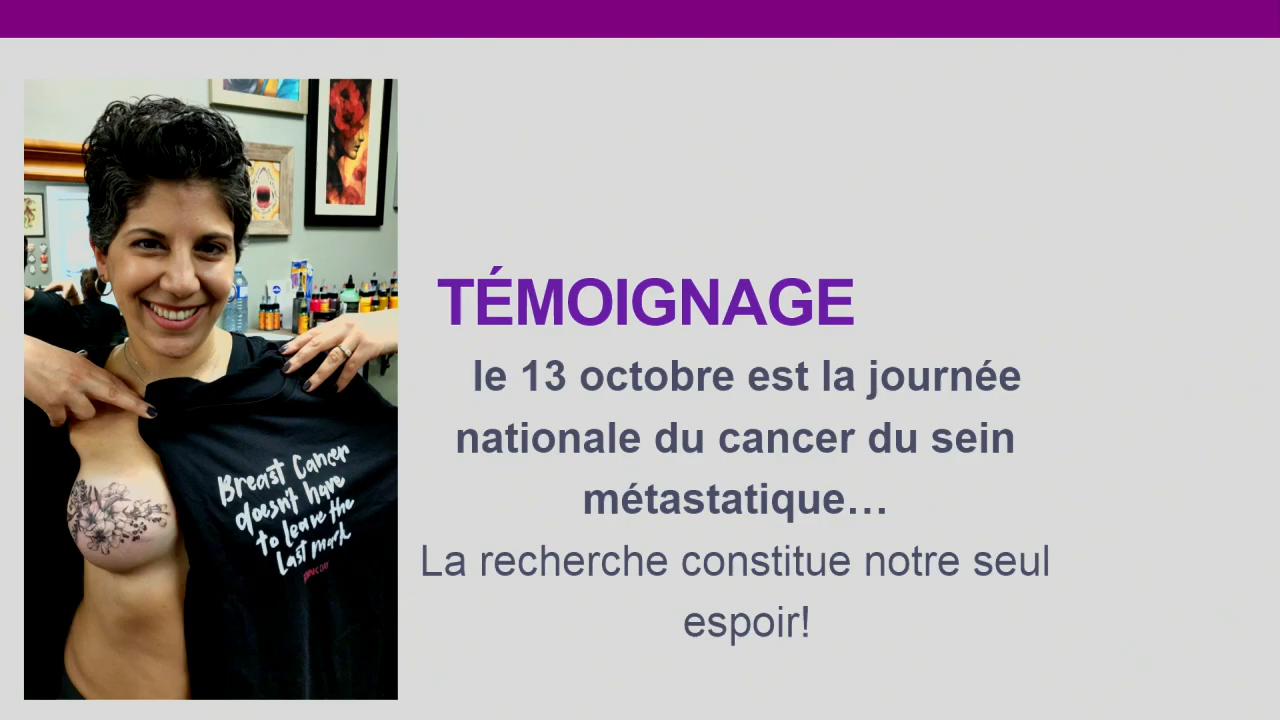 TÉMOIGNAGE
le 13 octobre est la journée
nationale du cancer du sein
métastatique…
La recherche constitue notre seul
espoir!
Breast Cancer
doesn't have
to leave the
last mark